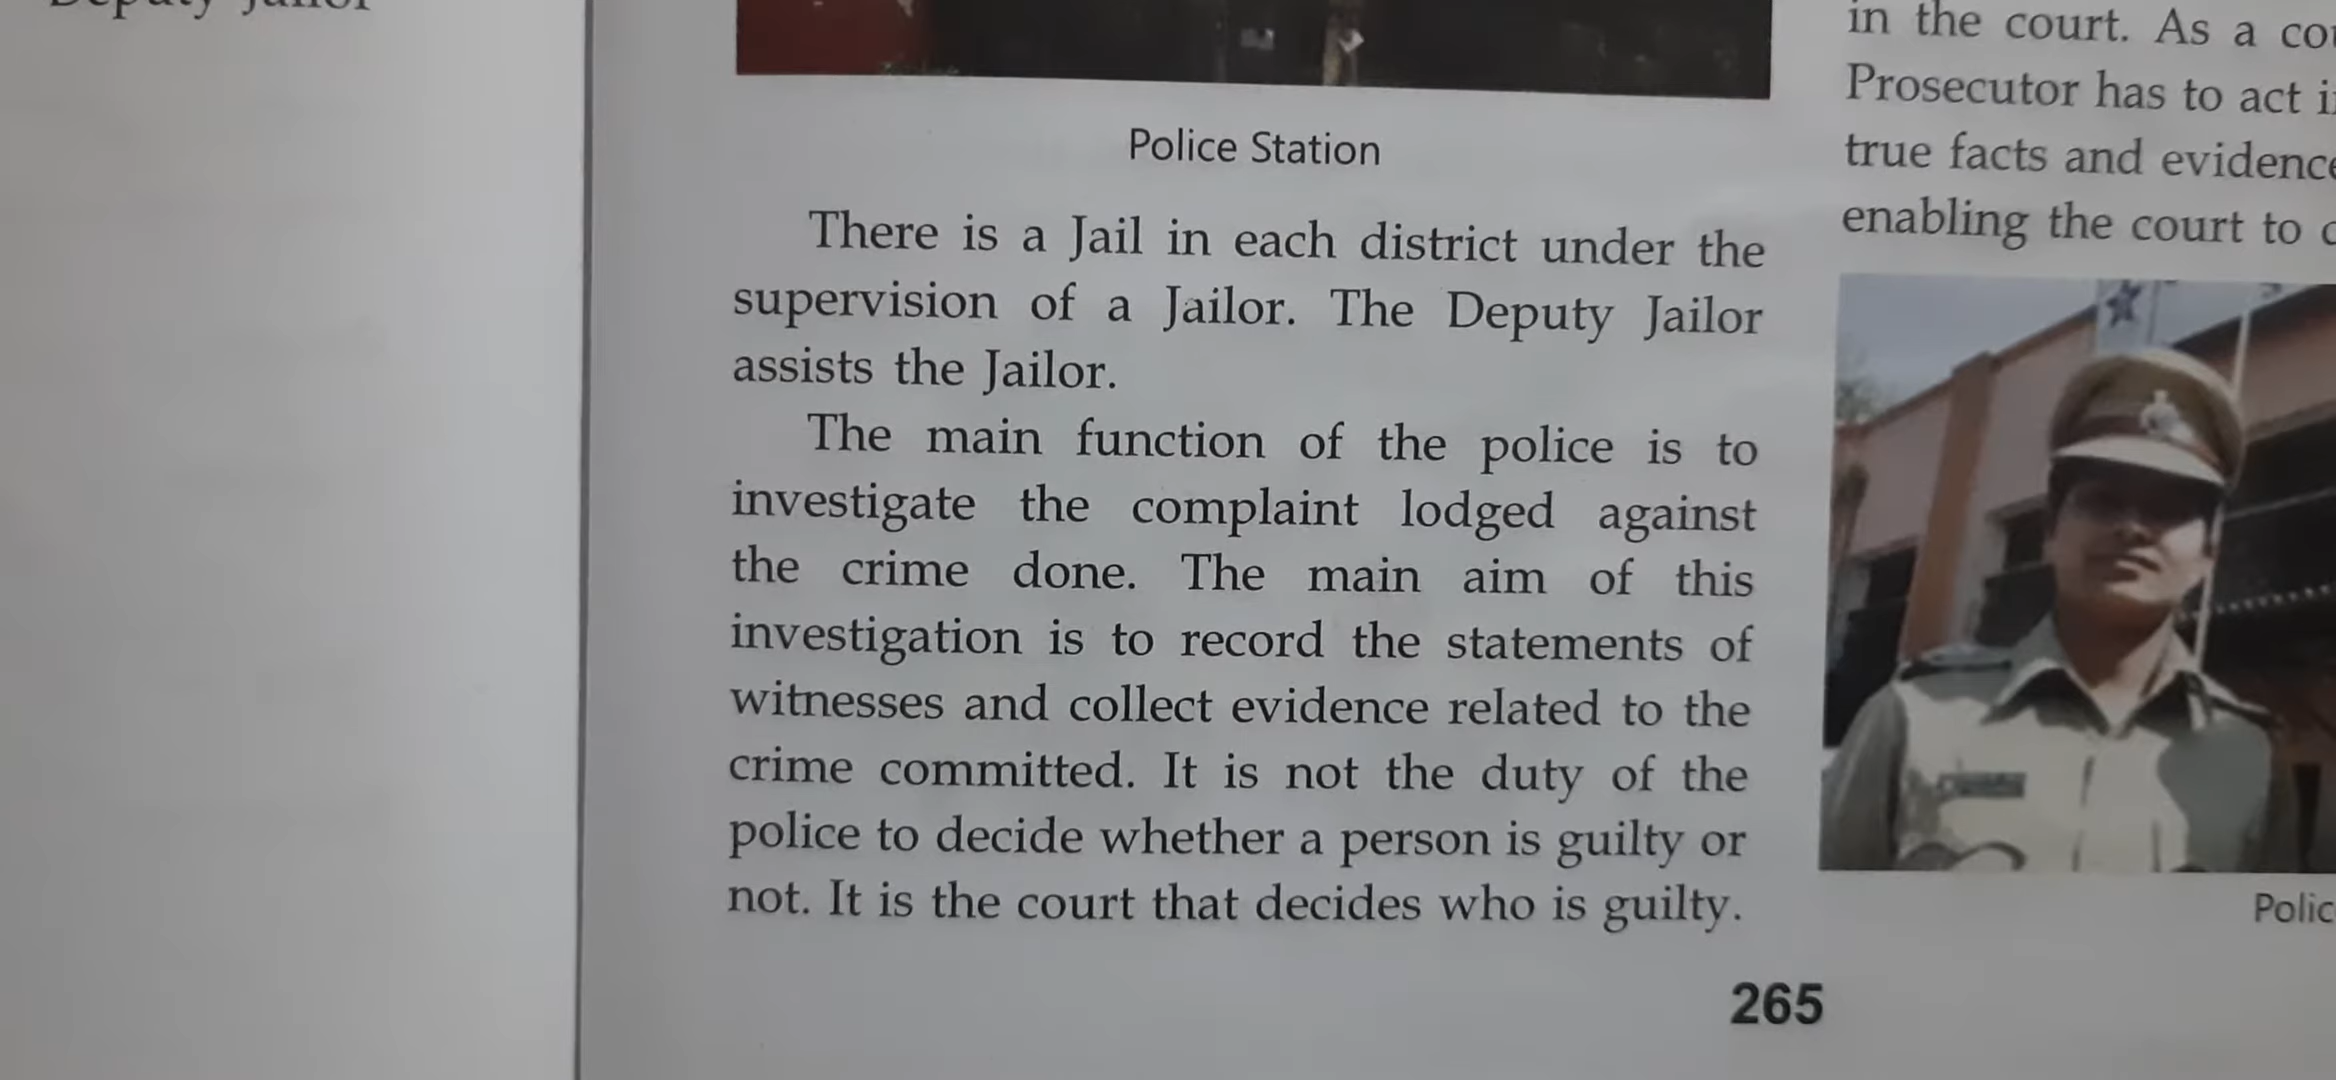 Deputy Jailor
Police Station
There is a Jail in each district under the
supervision of a Jailor. The Deputy Jailor
assists the Jailor.
The main function of the police is to
investigate the complaint lodged against
the crime done. The main aim of this
investigation is to record the statements of
witnesses and collect evidence related to the
crime committed. It is not the duty of the
police to decide whether a person is guilty or
not. It is the court that decides who is guilty.
in the court. As a
Prosecutor has to act
true facts and evidence
enabling the court to
265